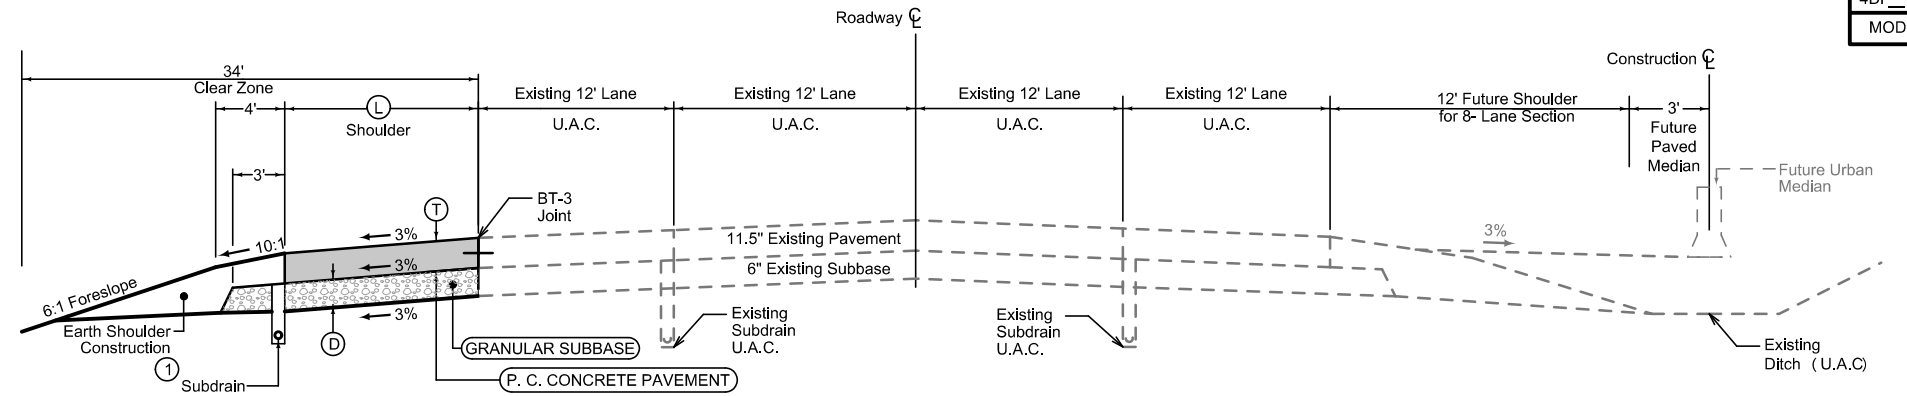 4DI
MOD
Roadway ℄
Construction ℄
34'
Clear Zone
4'
L
Shoulder
Existing 12' Lane
U.A.C.
Existing 12' Lane
U.A.C.
Existing 12' Lane
U.A.C.
Existing 12' Lane
U.A.C.
12' Future Shoulder
for 8- Lane Section
3'
Future
Paved
Median
Future Urban
Median
3'
T
BT-3
Joint
10:1
3%
3%
3%
3%
11.5" Existing Pavement
6" Existing Subbase
6:1 Foreslope
Earth Shoulder
Construction
1
Subdrain
D
GRANULAR SUBBASE
P. C. CONCRETE PAVEMENT
Existing
Subdrain
U.A.C.
Existing
Subdrain
U.A.C.
Existing
Ditch ( U.A.C)